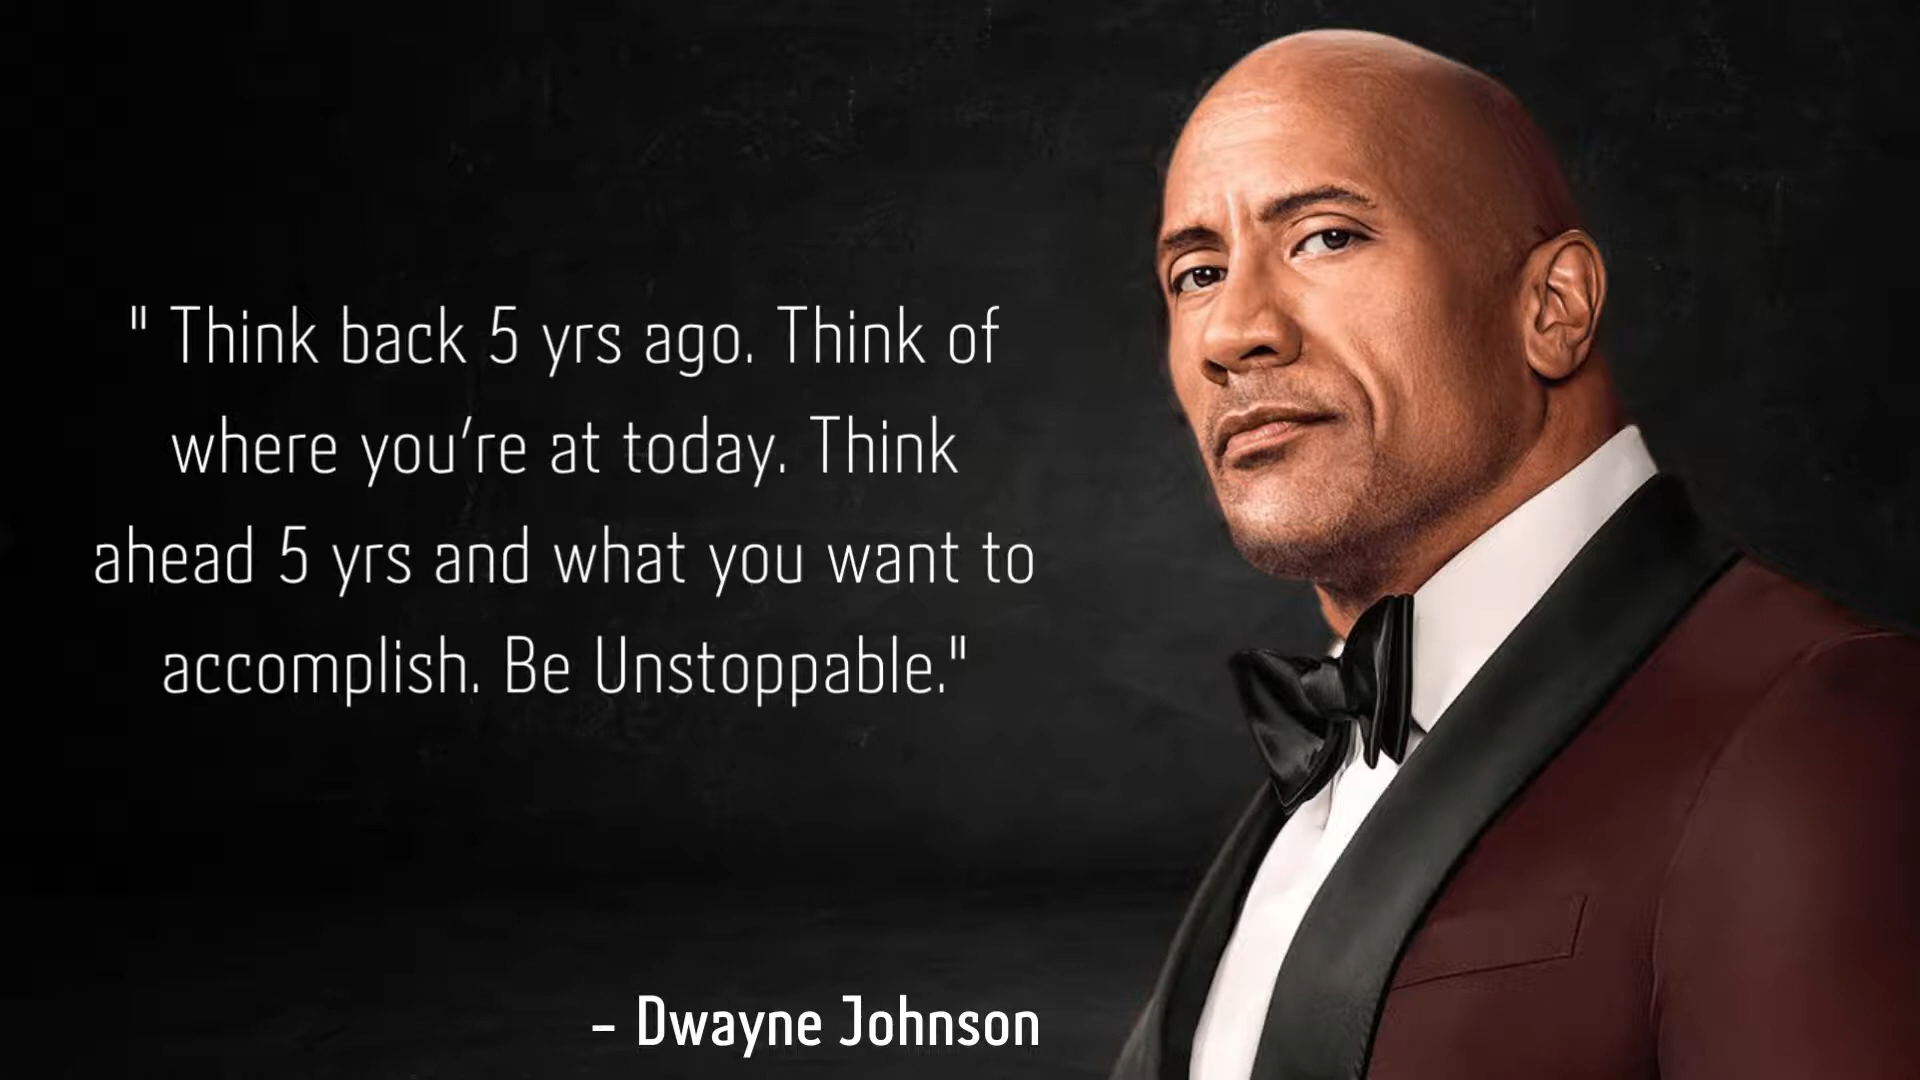 " Think back 5 yrs ago. Think of
where you're at today. Think
ahead 5 yrs and what you want to
accomplish. Be Unstoppable."
– Dwayne Johnson